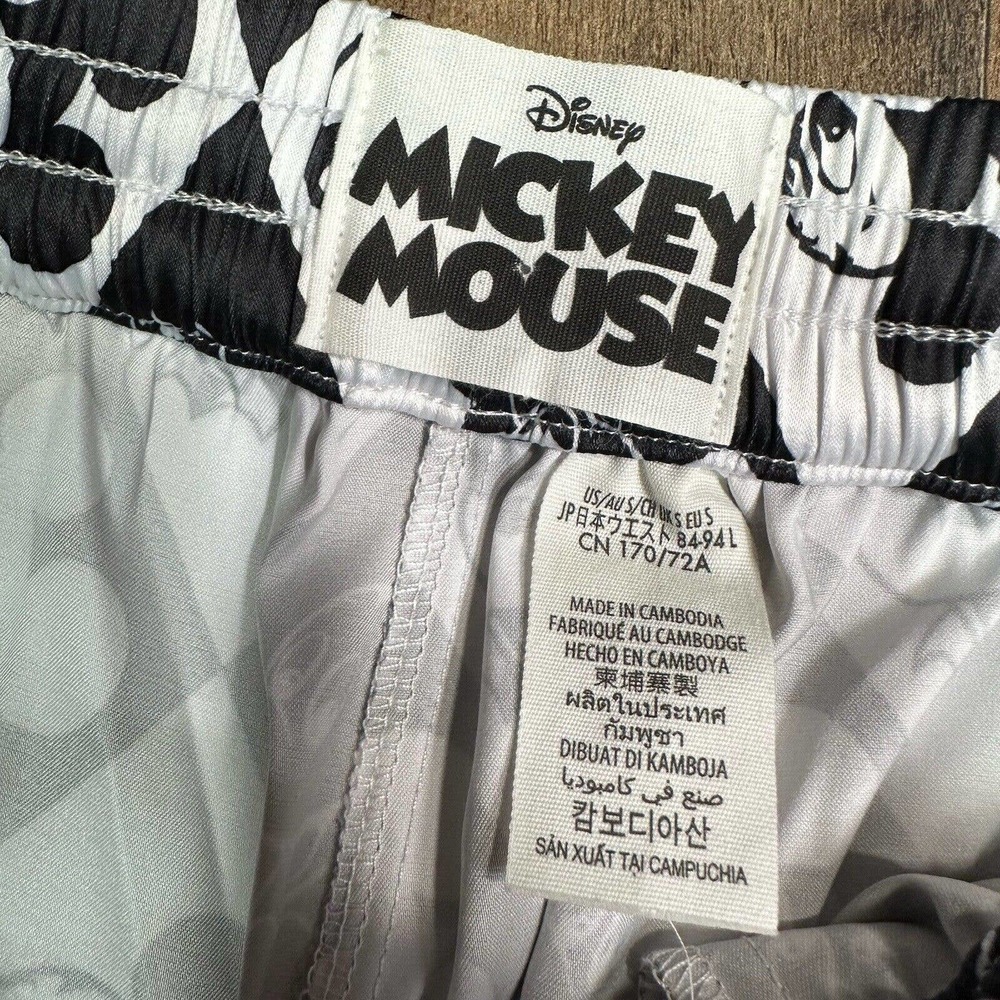 Disney
MICKEY
MOUSE
US/AU S/CH UK S EU S
JP日本ウエスト 8494L
CN 170/72A
MADE IN CAMBODIA
FABRIQUÉ AU CAMBODGE
HECHO EN CAMBOYA
柬埔寨製
ผลิตในประเทศ
กัมพูชา
DIBUAT DI KAMBOJA
صنع في كامبوديا
캄보디아산
SẢN XUẤT TẠI CAMPUCHIA